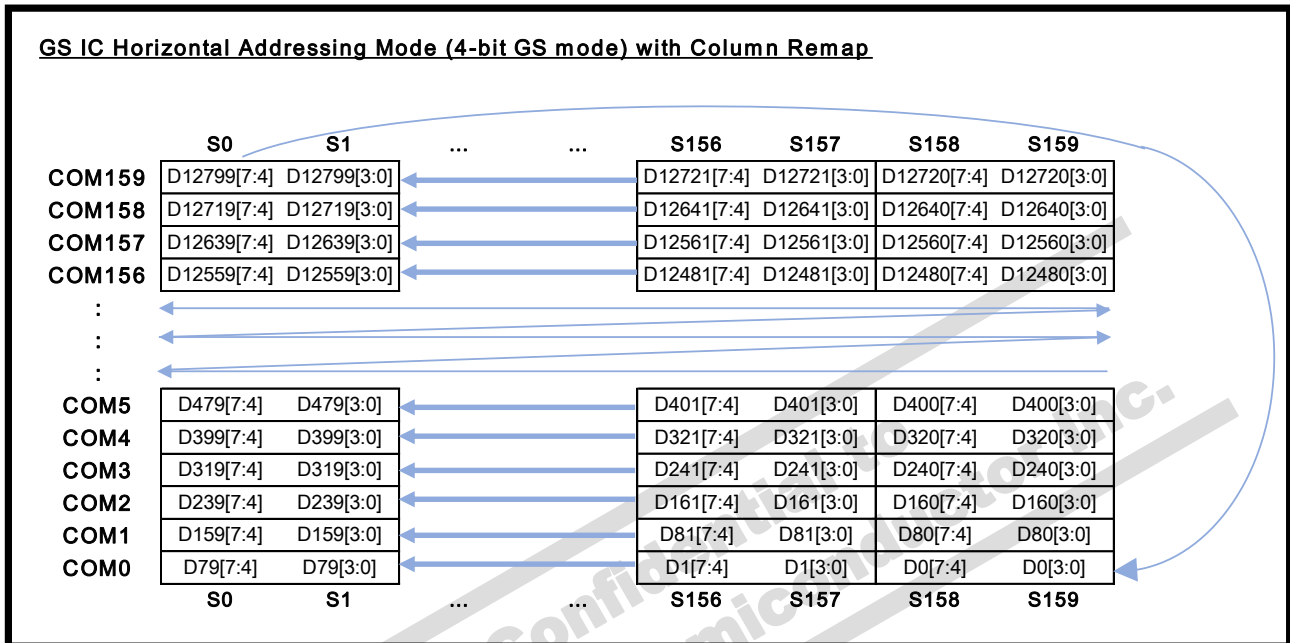 GS IC Horizontal Addressing Mode (4-bit GS mode) with Column Remap
S0 S1 ... ... S156 S157 S158 S159
COM159 D12799[7:4] D12799[3:0] D12721[7:4] D12721[3:0] D12720[7:4] D12720[3:0]
COM158 D12719[7:4] D12719[3:0] D12641[7:4] D12641[3:0] D12640[7:4] D12640[3:0]
COM157 D12639[7:4] D12639[3:0] D12561[7:4] D12561[3:0] D12560[7:4] D12560[3:0]
COM156 D12559[7:4] D12559[3:0] D12481[7:4] D12481[3:0] D12480[7:4] D12480[3:0]
:
:
:
COM5 D479[7:4] D479[3:0] D401[7:4] D401[3:0] D400[7:4] D400[3:0]
COM4 D399[7:4] D399[3:0] D321[7:4] D321[3:0] D320[7:4] D320[3:0]
COM3 D319[7:4] D319[3:0] D241[7:4] D241[3:0] D240[7:4] D240[3:0]
COM2 D239[7:4] D239[3:0] D161[7:4] D161[3:0] D160[7:4] D160[3:0]
COM1 D159[7:4] D159[3:0] D81[7:4] D81[3:0] D80[7:4] D80[3:0]
COM0 D79[7:4] D79[3:0] D1[7:4] D1[3:0] D0[7:4] D0[3:0]
S0 S1 ... ... S156 S157 S158 S159
Confidential to
Inc.